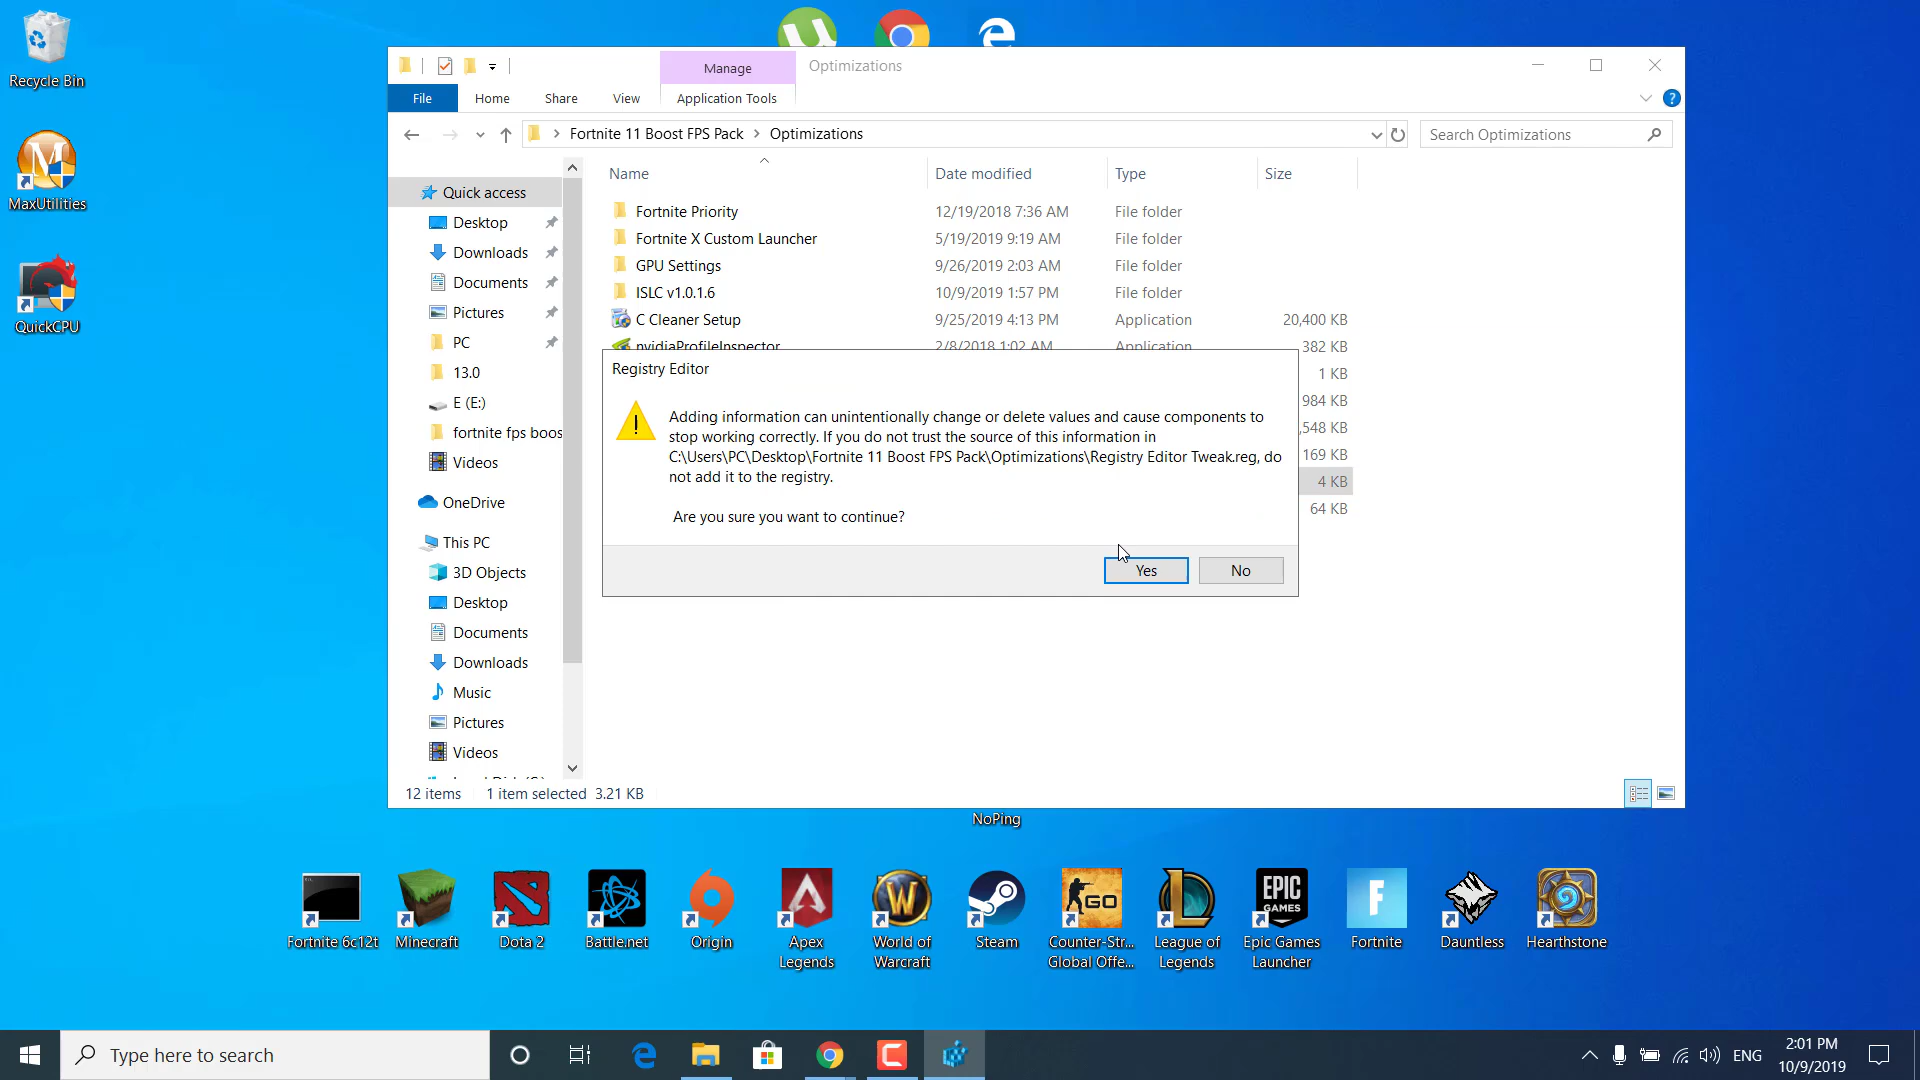 Recycle Bin
MaxUtilities
QuickCPU
Manage
Optimizations
File
Home
Share
View
Application Tools
Fortnite 11 Boost FPS Pack > Optimizations
Search Optimizations
Name
Date modified
Type
Size
Quick access
Desktop
Downloads
Documents
Pictures
PC
13.0
E (E:)
fortnite fps boos
Videos
OneDrive
This PC
3D Objects
Desktop
Documents
Downloads
Music
Pictures
Videos
Fortnite Priority 12/19/2018 7:36 AM File folder
Fortnite X Custom Launcher 5/19/2019 9:19 AM File folder
GPU Settings 9/26/2019 2:03 AM File folder
ISLC v1.0.1.6 10/9/2019 1:57 PM File folder
C Cleaner Setup 9/25/2019 4:13 PM Application 20,400 KB
nvidiaProfileInspector 2/8/2018 1:02 AM Application 382 KB
1 KB
984 KB
,548 KB
169 KB
4 KB
64 KB
Registry Editor
Adding information can unintentionally change or delete values and cause components to
stop working correctly. If you do not trust the source of this information in
C:\Users\PC\Desktop\Fortnite 11 Boost FPS Pack\Optimizations\Registry Editor Tweak.reg, do
not add it to the registry.
Are you sure you want to continue?
Yes
No
12 items
1 item selected 3.21 KB
NoPing
Fortnite 6c12t
Minecraft
Dota 2
Battle.net
Origin
Apex
Legends
World of
Warcraft
Steam
GO
Counter-Str...
Global Offe...
League of
Legends
EPIC
GAMES
Epic Games
Launcher
Fortnite
Dauntless
Hearthstone
Type here to search
ENG
2:01 PM
10/9/2019